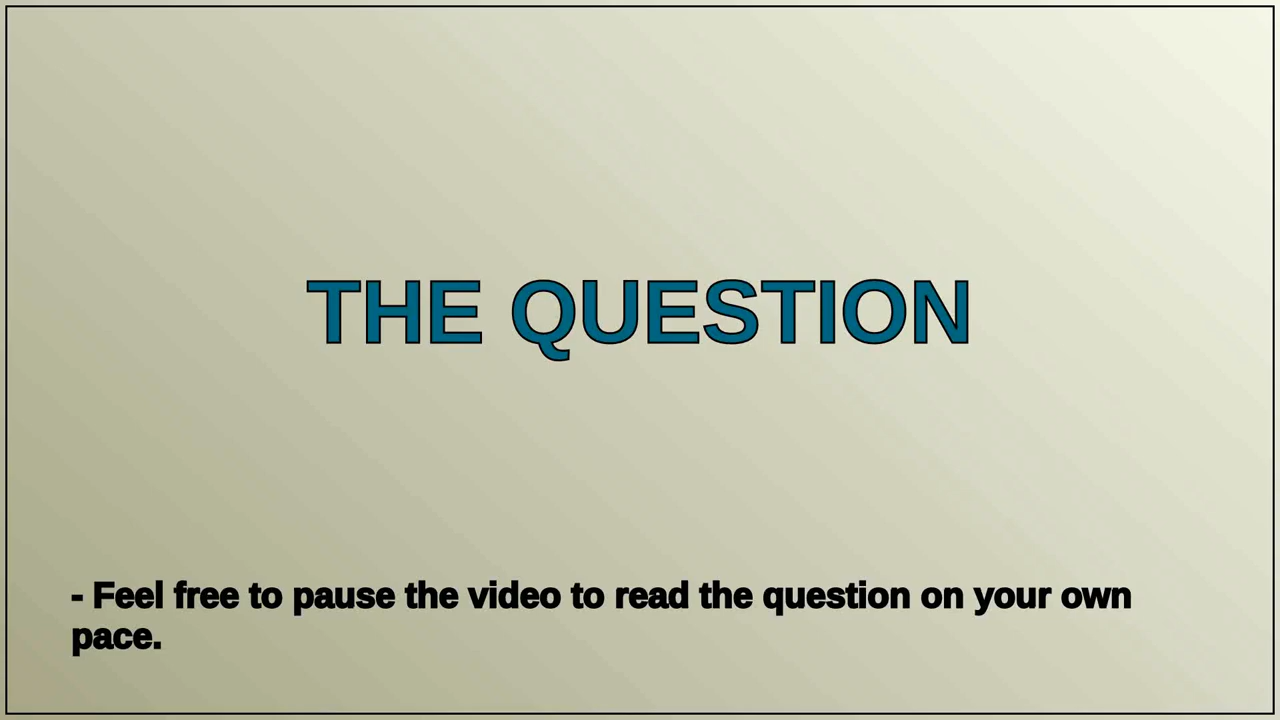 THE QUESTION
- Feel free to pause the video to read the question on your own
pace.